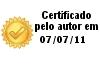 Certificado
pelo autor em
07/07/11